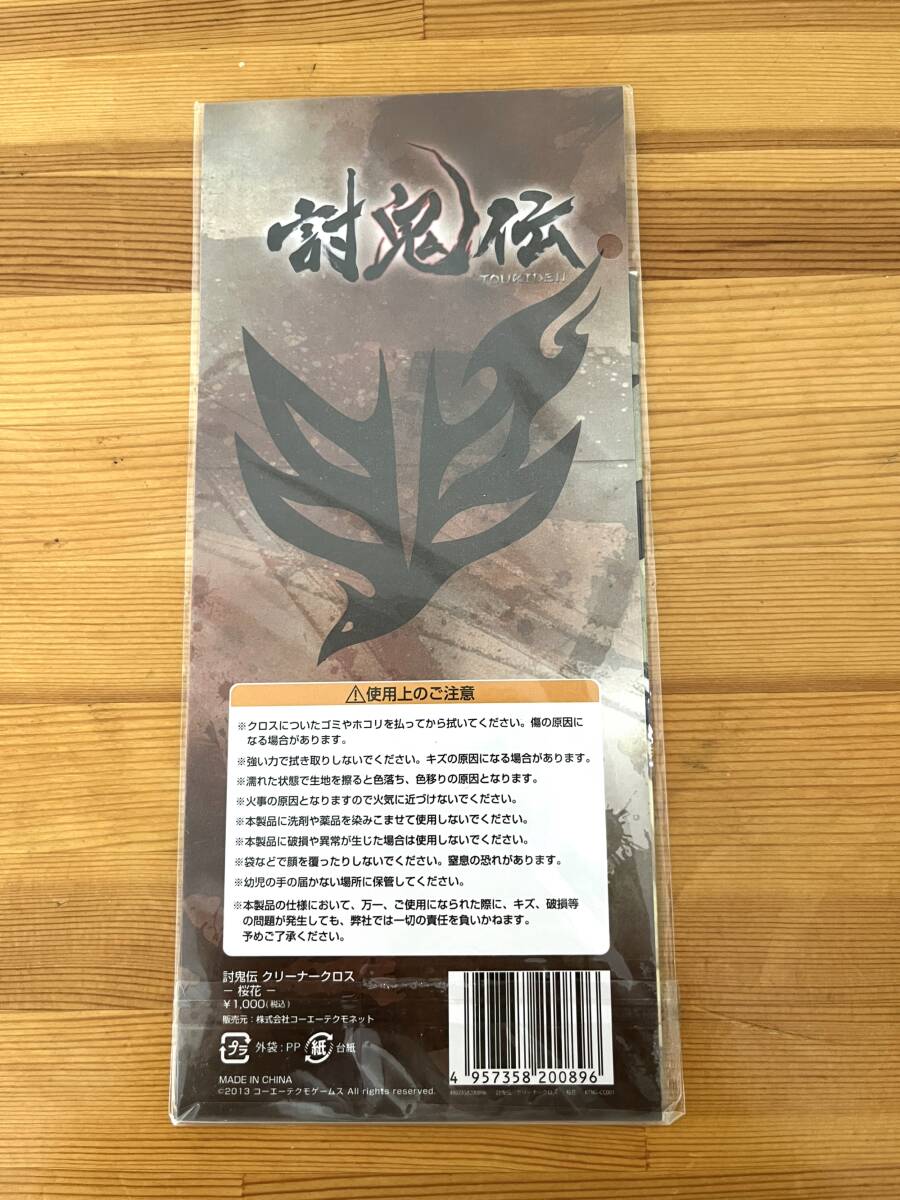 討鬼伝
TOUKIDEN
⚠使用上のご注意
※クロスについたゴミやホコリを払ってから拭いてください。傷の原因に
なる場合があります。
※強い力で拭き取りしないでください。キズの原因になる場合があります。
※濡れた状態で生地を擦ると色落ち、色移りの原因となります。
※火事の原因となりますので火気に近づけないでください。
※本製品に洗剤や薬品を染みこませて使用しないでください。
※本製品に破損や異常が生じた場合は使用しないでください。
※袋などで顔を覆ったりしないでください。窒息の恐れがあります。
※幼児の手の届かない場所に保管してください。
※本製品の仕様において、万一、ご使用になられた際に、キズ、破損等
の問題が発生しても、弊社では一切の責任を負いかねます。
予めご了承ください。
討鬼伝 クリーナークロス
－ 桜花 －
￥1,000(税込)
販売元：株式会社コーエーテクモネット
プラ 外袋：PP 紙 台紙
MADE IN CHINA
©2013 コーエーテクモゲームス All rights reserved.
4 957358 200896
4957358200896 討鬼伝 クリーナークロス 桜花 KTNG-CC001